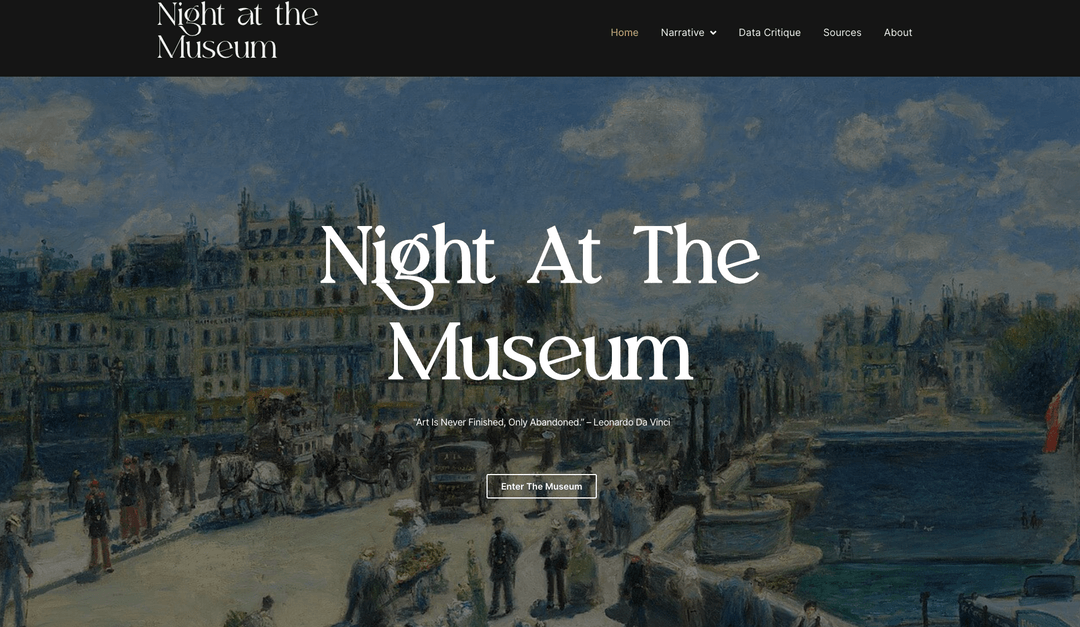 Night at the
Museum
Home Narrative Data Critique Sources About
Night At The
Museum
“Art Is Never Finished, Only Abandoned.” – Leonardo Da Vinci
Enter The Museum